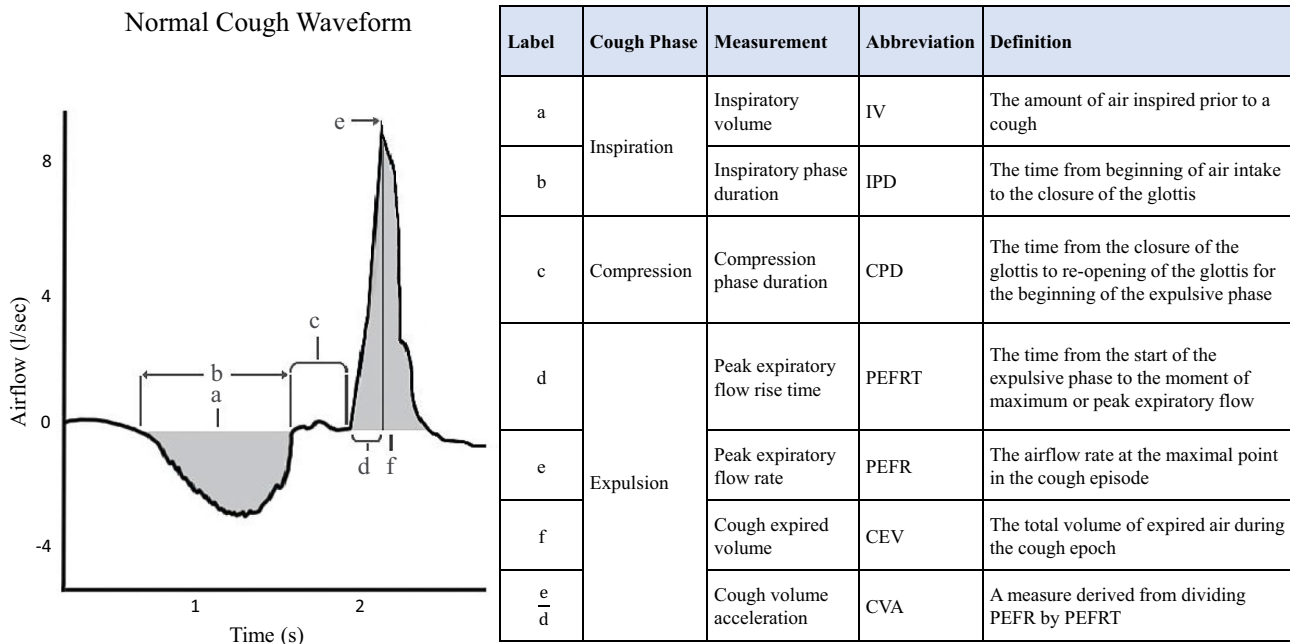 Normal Cough Waveform
e
8
4
c
b
a
0
d
f
-4
1
2
Airflow (l/sec)
Time (s)
Label
Cough Phase
Measurement
Abbreviation
Definition
a
Inspiration
Inspiratory
volume
IV
The amount of air inspired prior to a
cough
b
Inspiratory phase
duration
IPD
The time from beginning of air intake
to the closure of the glottis
c
Compression
Compression
phase duration
CPD
The time from the closure of the
glottis to re-opening of the glottis for
the beginning of the expulsive phase
d
Expulsion
Peak expiratory
flow rise time
PEFRT
The time from the start of the
expulsive phase to the moment of
maximum or peak expiratory flow
e
Peak expiratory
flow rate
PEFR
The airflow rate at the maximal point
in the cough episode
f
Cough expired
volume
CEV
The total volume of expired air during
the cough epoch
e
d
Cough volume
acceleration
CVA
A measure derived from dividing
PEFR by PEFRT